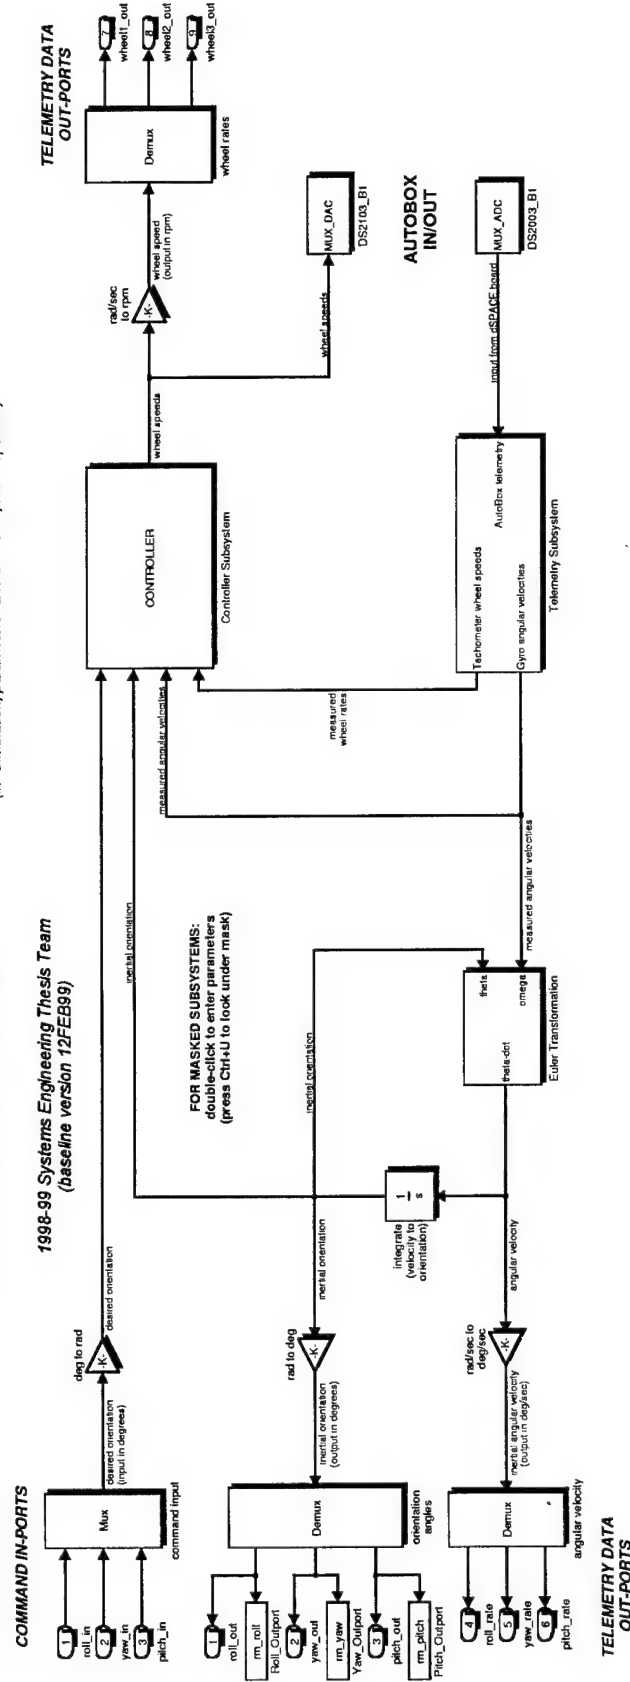 1998-99 Systems Engineering Thesis Team
(baseline version 12FEB99)
COMMAND IN-PORTS
1
roll_in
2
yaw_in
3
pitch_in
Mux
command input
desired orientation
(input in degrees)
deg to rad
-K-
desired orientation
inertial orientation
measured angular velocities
measured
wheel rates
CONTROLLER
Controller Subsystem
wheel speeds
rad/sec
to rpm
-K-
wheel speed
(output in rpm)
Demux
wheel rates
TELEMETRY DATA
OUT-PORTS
7
wheel1_out
8
wheel2_out
9
wheel3_out
wheel speeds
MUX_DAC
DS2103_B1
AUTOBOX
IN/OUT
MUX_ADC
DS2003_B1
input from dSPACE board
AutoBox telemetry
Tachometer wheel speeds
Gyro angular velocities
Telemetry Subsystem
FOR MASKED SUBSYSTEMS:
double-click to enter parameters
(press Ctrl+U to look under mask)
inertial orientation
measured angular velocities
theta
omega
theta-dot
Euler Transformation
1
s
integrate
(velocity to
orientation)
angular velocity
inertial orientation
rad to deg
-K-
inertial orientation
(output in degrees)
Demux
orientation
angles
1
roll_out
rm_roll
Roll_Outport
2
yaw_out
rm_yaw
Yaw_Outport
3
pitch_out
rm_pitch
Pitch_Outport
rad/sec to
deg/sec
-K-
inertial angular velocity
(output in deg/sec)
Demux
angular velocity
4
roll_rate
5
yaw_rate
6
pitch_rate
TELEMETRY DATA
OUT-PORTS